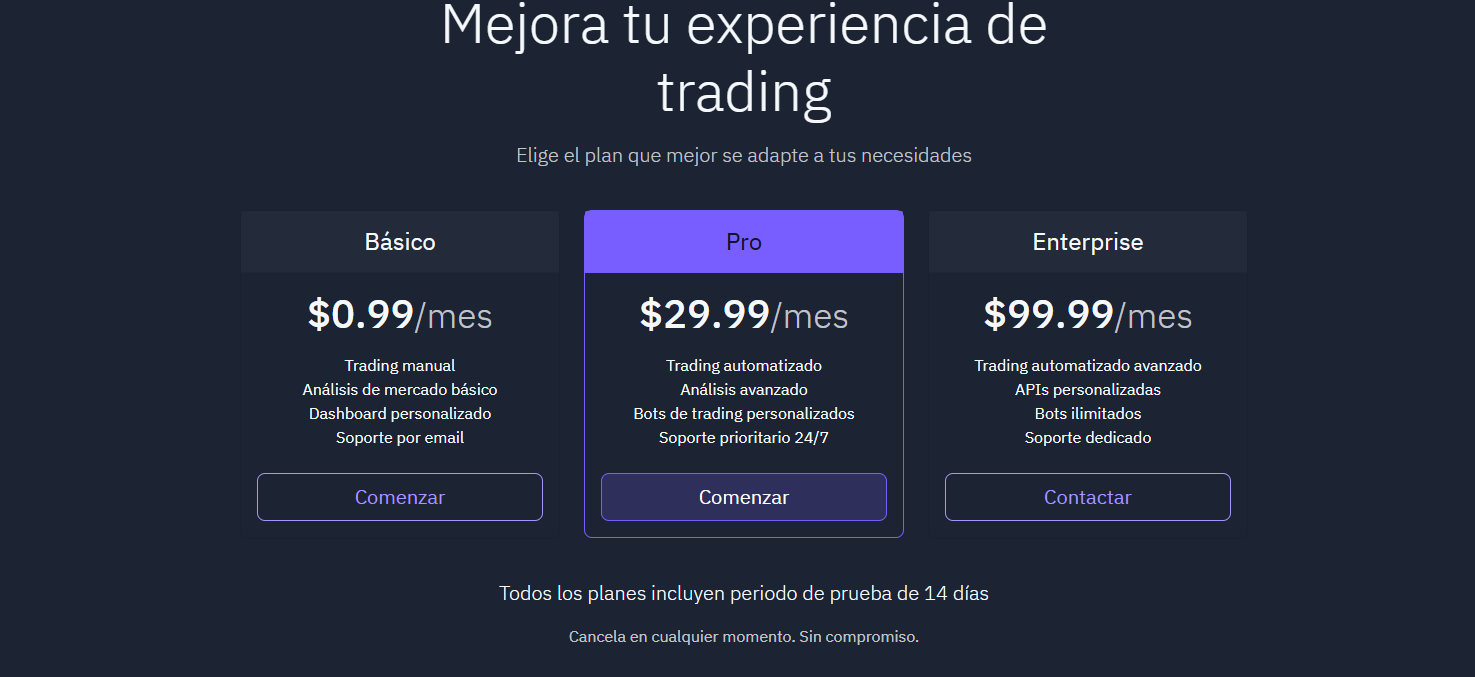 Mejora tu experiencia de
trading
Elige el plan que mejor se adapte a tus necesidades
Básico
$0.99/mes
Trading manual
Análisis de mercado básico
Dashboard personalizado
Soporte por email
Comenzar
Pro
$29.99/mes
Trading automatizado
Análisis avanzado
Bots de trading personalizados
Soporte prioritario 24/7
Comenzar
Enterprise
$99.99/mes
Trading automatizado avanzado
APIs personalizadas
Bots ilimitados
Soporte dedicado
Contactar
Todos los planes incluyen periodo de prueba de 14 días
Cancela en cualquier momento. Sin compromiso.